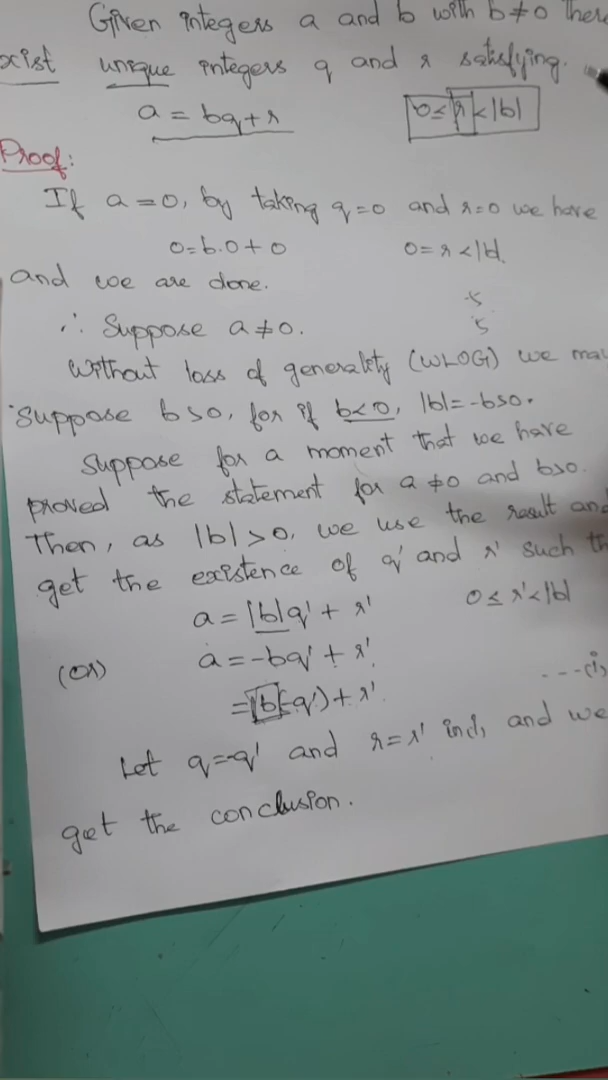 Given integers a and b with b≠0 there
exist unique integers q and r satisfying.
a = bq+r 0≤r<|b|
Proof:
If a=0, by taking q=0 and r=0 we have
0=b.0+0 0=r<|b|.
and we are done.
-5
∴ Suppose a≠0. 5
Without loss of generality (WLOG) we may
suppose b>0, for if b<0, |b|=-b>0.
Suppose for a moment that we have
proved the statement for a≠0 and b>0.
Then, as |b|>0, we use the result and
get the existence of q' and r' such th
a = |b|q' + r' 0≤r'<|b|
(Or) a=-bq' + r'.
=b(-q')+r'. ...(i)
Let q=-q' and r=r' in(i), and we
get the conclusion.